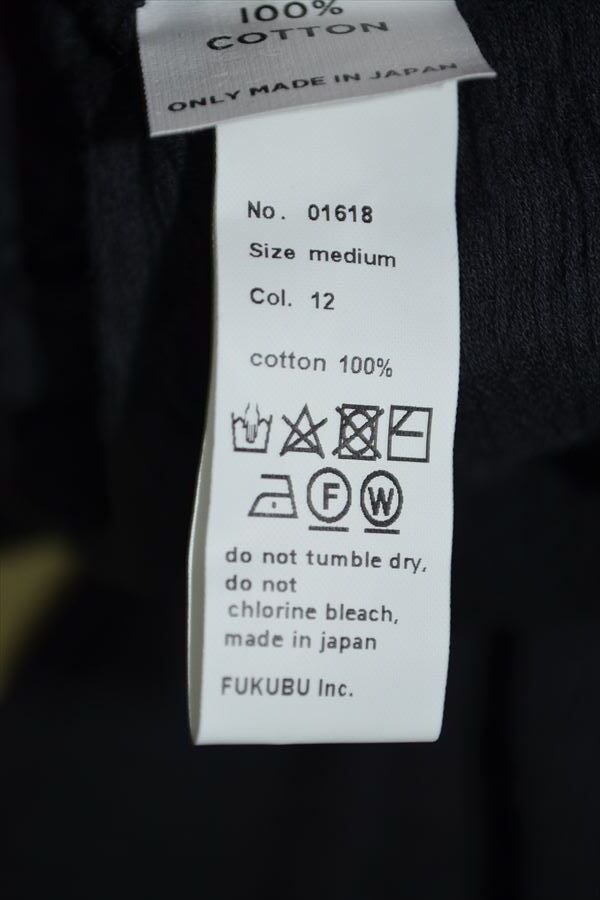 100%
COTTON
ONLY MADE IN JAPAN
No. 01618
Size medium
Col. 12
cotton 100%
F W
do not tumble dry,
do not
chlorine bleach,
made in japan
FUKUBU Inc.